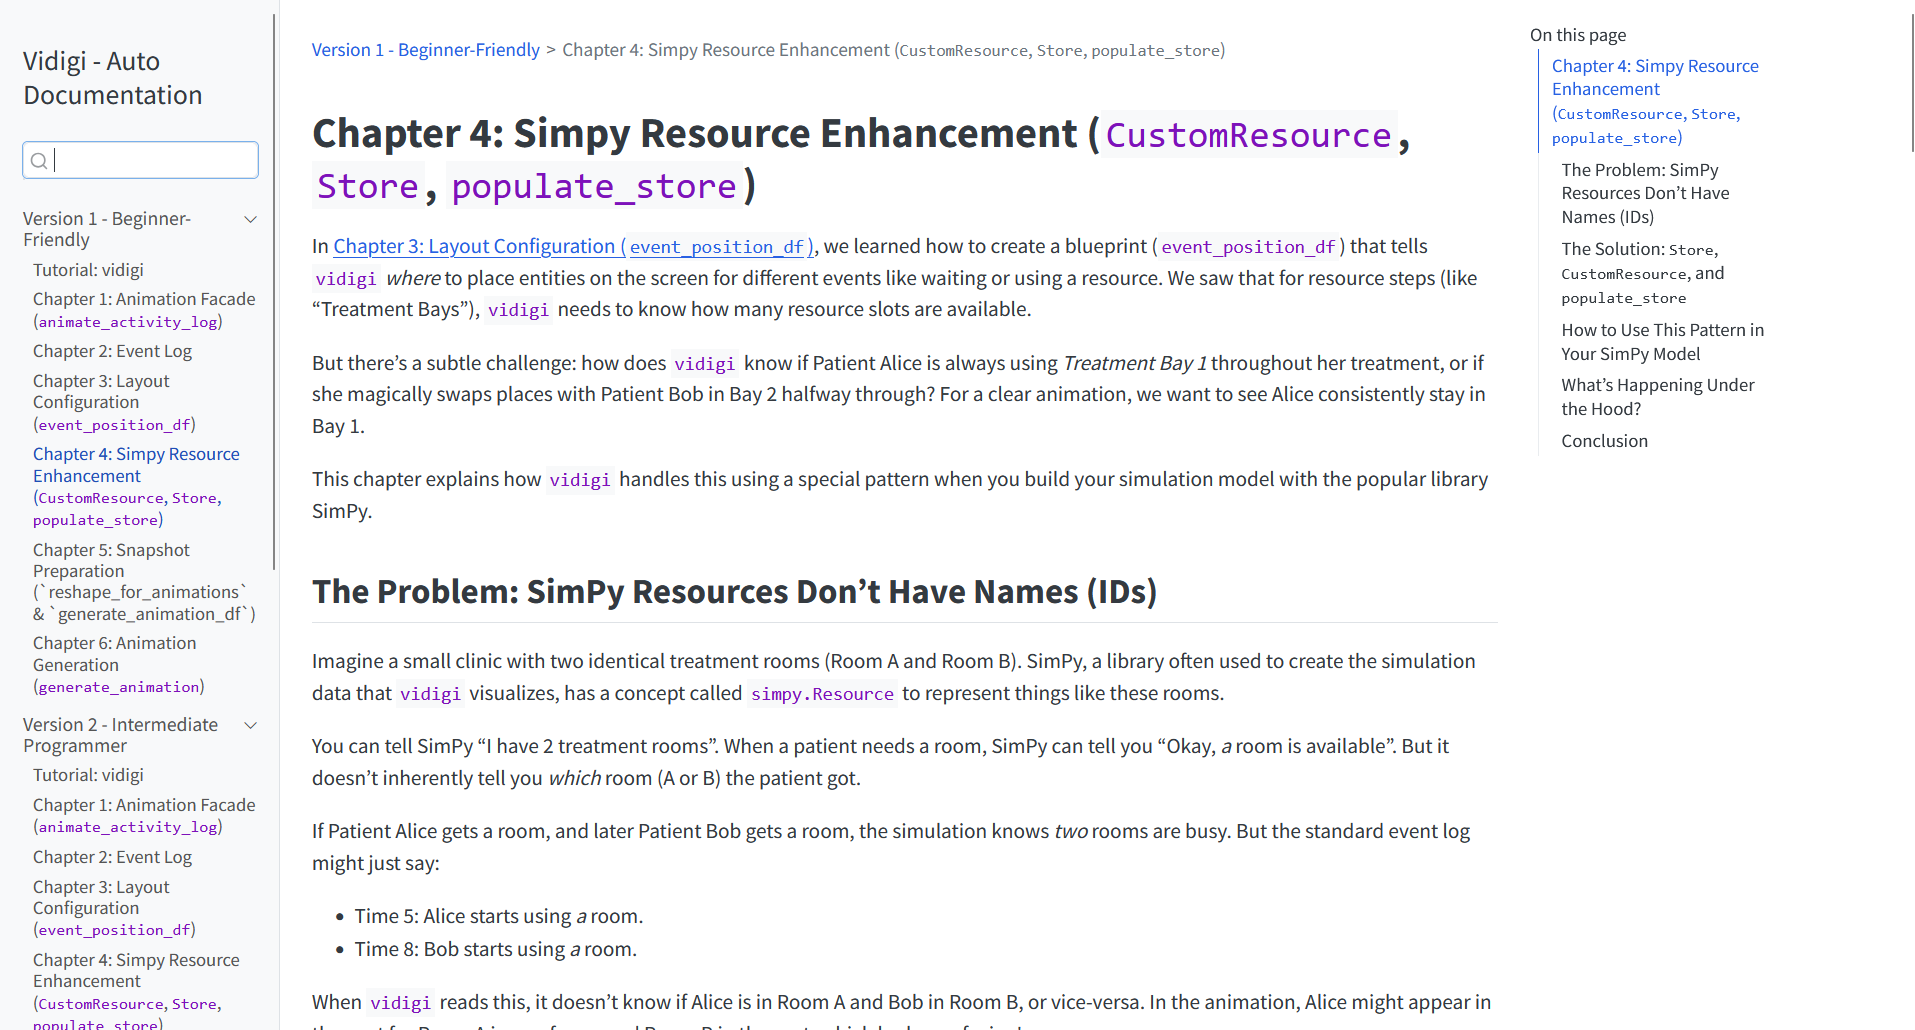 Vidigi - Auto
Documentation
Version 1 - Beginner-
Friendly
Tutorial: vidigi
Chapter 1: Animation Facade
(animate_activity_log)
Chapter 2: Event Log
Chapter 3: Layout
Configuration
(event_position_df)
Chapter 4: Simpy Resource
Enhancement
(CustomResource, Store,
populate_store)
Chapter 5: Snapshot
Preparation
(`reshape_for_animations`
& `generate_animation_df`)
Chapter 6: Animation
Generation
(generate_animation)
Version 2 - Intermediate
Programmer
Tutorial: vidigi
Chapter 1: Animation Facade
(animate_activity_log)
Chapter 2: Event Log
Chapter 3: Layout
Configuration
(event_position_df)
Chapter 4: Simpy Resource
Enhancement
(CustomResource, Store,
populate_store)
Version 1 - Beginner-Friendly > Chapter 4: Simpy Resource Enhancement (CustomResource, Store, populate_store)
Chapter 4: Simpy Resource Enhancement (CustomResource,
Store, populate_store)
In Chapter 3: Layout Configuration (event_position_df), we learned how to create a blueprint (event_position_df) that tells
vidigi where to place entities on the screen for different events like waiting or using a resource. We saw that for resource steps (like
“Treatment Bays”), vidigi needs to know how many resource slots are available.
But there’s a subtle challenge: how does vidigi know if Patient Alice is always using Treatment Bay 1 throughout her treatment, or if
she magically swaps places with Patient Bob in Bay 2 halfway through? For a clear animation, we want to see Alice consistently stay in
Bay 1.
This chapter explains how vidigi handles this using a special pattern when you build your simulation model with the popular library
SimPy.
The Problem: SimPy Resources Don’t Have Names (IDs)
Imagine a small clinic with two identical treatment rooms (Room A and Room B). SimPy, a library often used to create the simulation
data that vidigi visualizes, has a concept called simpy.Resource to represent things like these rooms.
You can tell SimPy “I have 2 treatment rooms”. When a patient needs a room, SimPy can tell you “Okay, a room is available”. But it
doesn’t inherently tell you which room (A or B) the patient got.
If Patient Alice gets a room, and later Patient Bob gets a room, the simulation knows two rooms are busy. But the standard event log
might just say:
• Time 5: Alice starts using a room.
• Time 8: Bob starts using a room.
When vidigi reads this, it doesn’t know if Alice is in Room A and Bob in Room B, or vice-versa. In the animation, Alice might appear in
On this page
Chapter 4: Simpy Resource
Enhancement
(CustomResource, Store,
populate_store)
The Problem: SimPy
Resources Don’t Have
Names (IDs)
The Solution: Store,
CustomResource, and
populate_store
How to Use This Pattern in
Your SimPy Model
What’s Happening Under
the Hood?
Conclusion